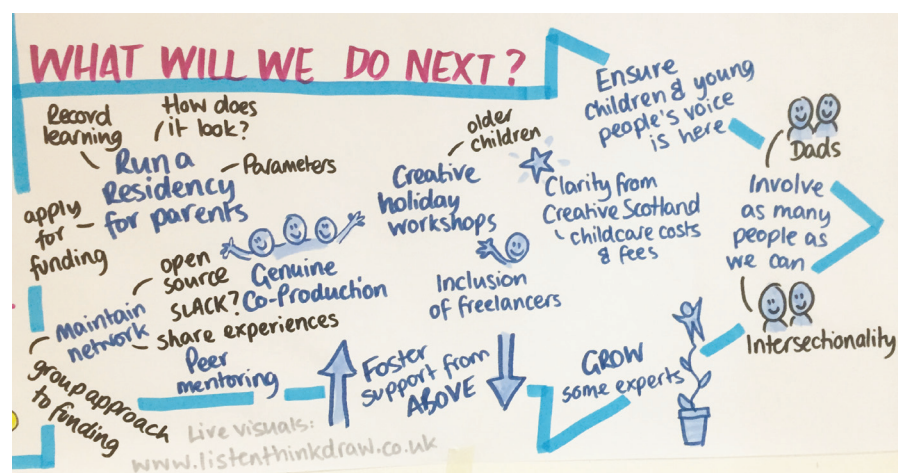 WHAT WILL WE DO NEXT?
Record
learning
How does
it look?
Run a
Residency
for parents
Parameters
apply
for
funding
Genuine
Co-Production
Maintain
network
open
source
SLACK?
share experiences
group approach
to funding
Peer
mentoring
older
children
Creative
holiday
workshops
Inclusion
of freelancers
Foster
support from
ABOVE
Clarity from
Creative Scotland
childcare costs
& fees
Ensure
children & young
people's voice
is here
Dads
Involve
as many
people as
we can
Intersectionality
GROW
some experts
Live visuals:
www.listenthinkdraw.co.uk